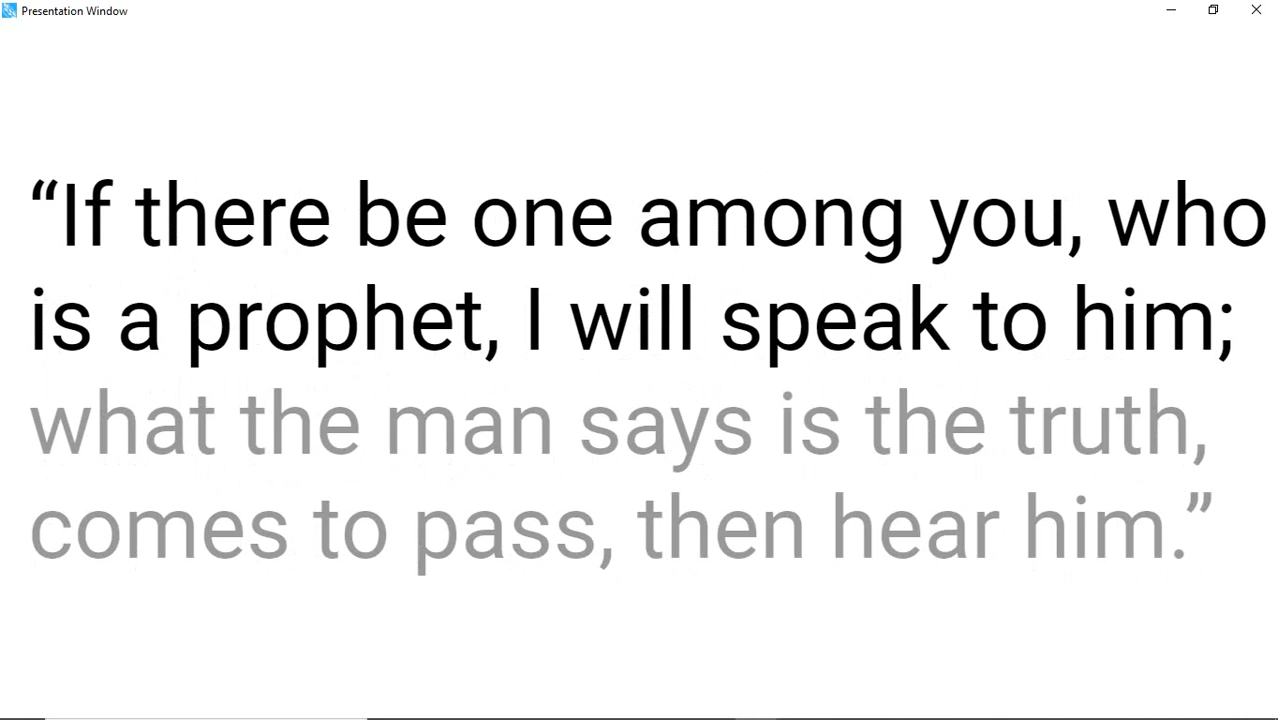 Presentation Window
“If there be one among you, who
is a prophet, I will speak to him;
what the man says is the truth,
comes to pass, then hear him.”